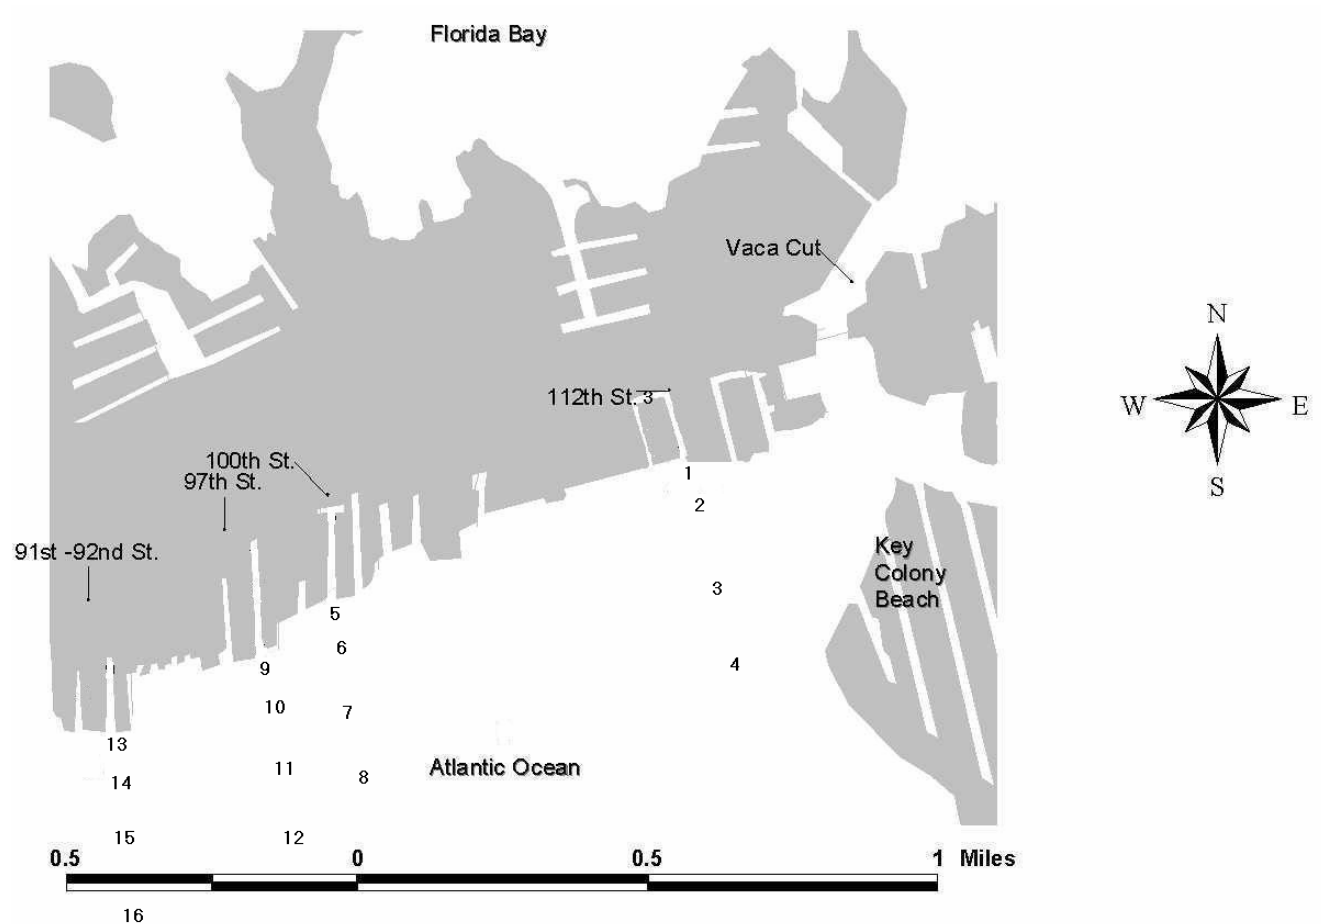 Florida Bay
Vaca Cut
N
W E
S
112th St. 3
100th St.
97th St.
91st -92nd St.
1
2
Key
Colony
Beach
3
4
5
6
7
8
9
10
11
12
13
14
15
16
Atlantic Ocean
0.5 0 0.5 1 Miles